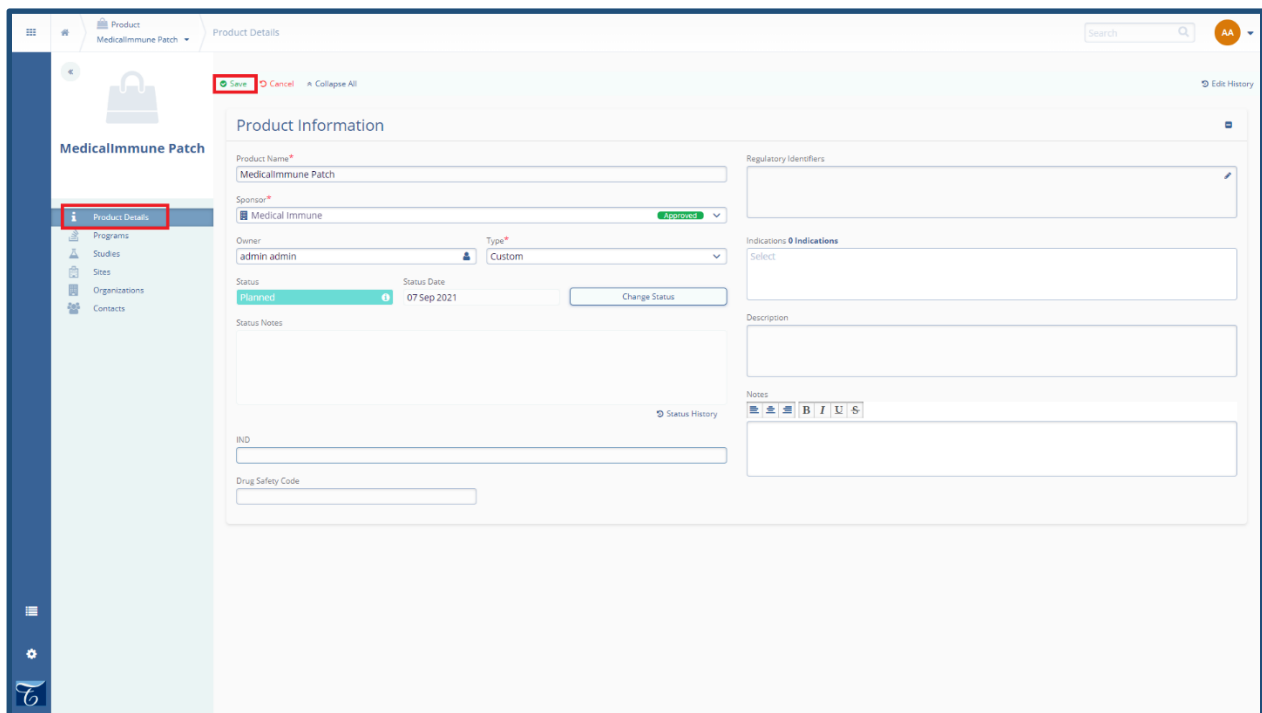 Product
MedicalImmune Patch
Product Details
Search
AA
Save Cancel Collapse All
Edit History
MedicalImmune Patch
Product Details
Programs
Studies
Sites
Organizations
Contacts
Product Information
Product Name*
MedicalImmune Patch
Sponsor*
Medical Immune Approved
Owner Type*
admin admin Custom
Status Status Date
Planned 07 Sep 2021 Change Status
Status Notes
Status History
IND
Drug Safety Code
Regulatory Identifiers
Indications 0 Indications
Select
Description
Notes
B I U S